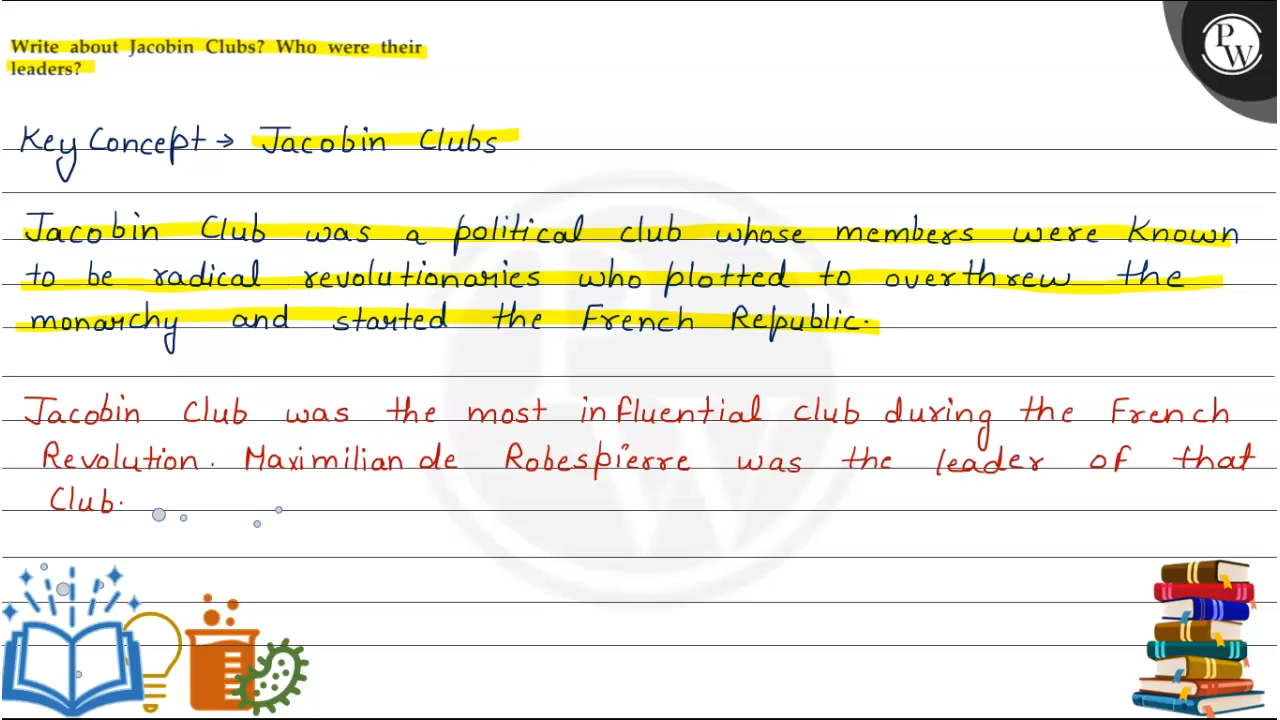 Write about Jacobin Clubs? Who were their
leaders?
PW
Key Concept → Jacobin Clubs
Jacobin Club was a political club whose members were known
to be radical revolutionaries who plotted to overthrew the
monarchy and started the French Republic.
Jacobin Club was the most influential club during the French
Revolution. Maximilian de Robespierre was the leader of that
Club.